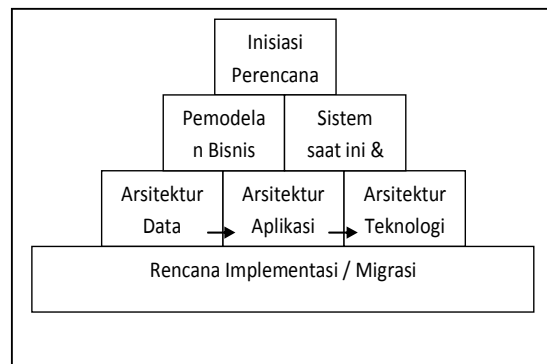 Inisiasi
Perencana
Pemodela
n Bisnis
Sistem
saat ini &
Arsitektur
Data
Arsitektur
Aplikasi
Arsitektur
Teknologi
Rencana Implementasi / Migrasi